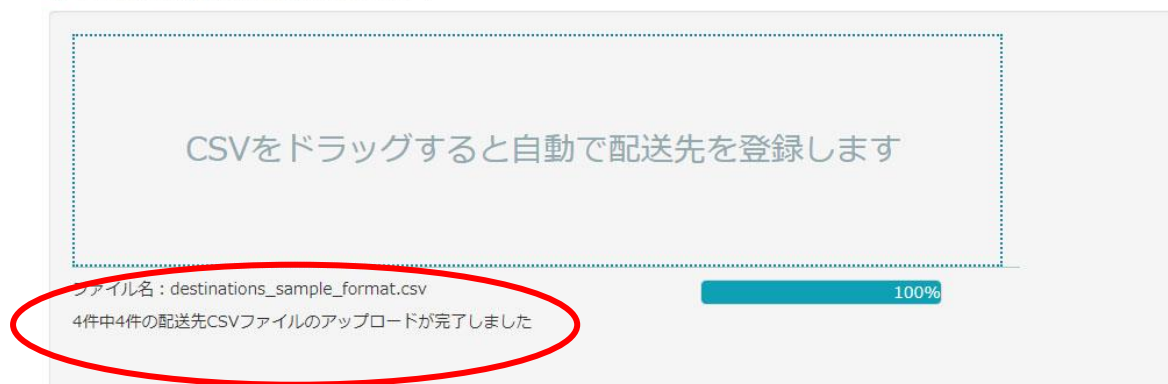 CSVをドラッグすると自動で配送先を登録します
ファイル名：destinations_sample_format.csv
100%
4件中4件の配送先CSVファイルのアップロードが完了しました